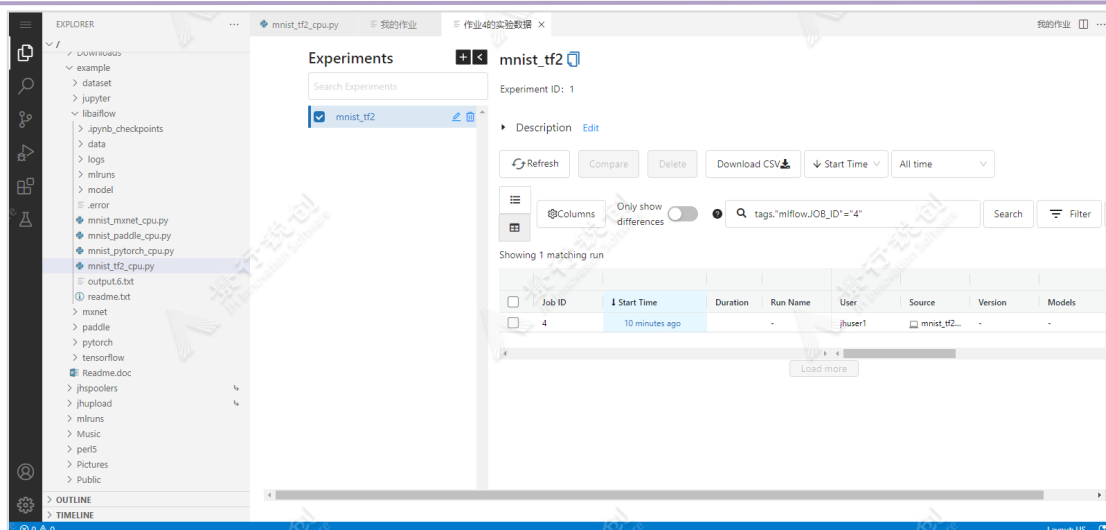 EXPLORER
mnist_tf2_cpu.py
我的作业
作业4的实验数据
我的作业
/
Downloads
example
dataset
jupyter
libaiflow
.ipynb_checkpoints
data
logs
mlruns
model
.error
mnist_mxnet_cpu.py
mnist_paddle_cpu.py
mnist_pytorch_cpu.py
mnist_tf2_cpu.py
output.6.txt
readme.txt
mxnet
paddle
pytorch
tensorflow
Readme.doc
jhspoolers
jhupload
mlruns
Music
perl5
Pictures
Public
OUTLINE
TIMELINE
Experiments
Search Experiments
mnist_tf2
mnist_tf2
Experiment ID: 1
Description Edit
Refresh Compare Delete Download CSV Start Time All time
Columns Only show differences tags."mlflow.JOB_ID"="4" Search Filter
Showing 1 matching run
Job ID Start Time Duration Run Name User Source Version Models
4 10 minutes ago - jhuser1 mnist_tf2... - -
Load more
Layout: US